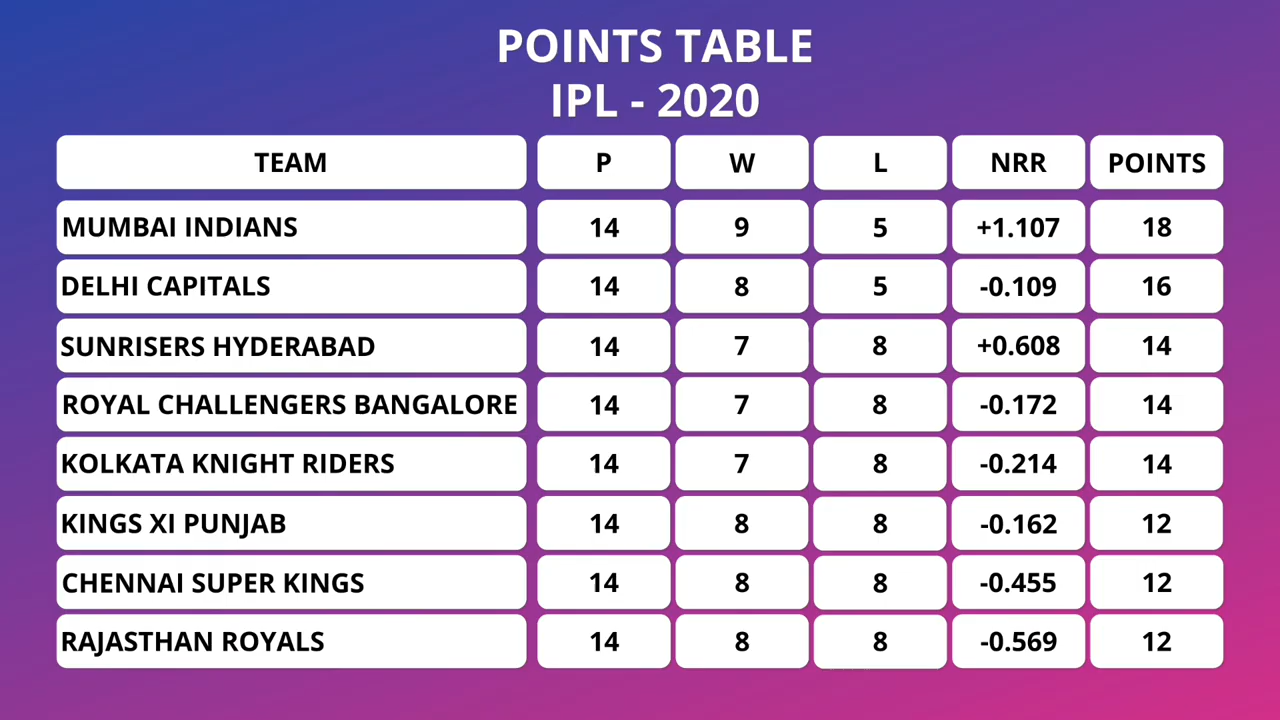 POINTS TABLE
IPL - 2020
TEAM P W L NRR POINTS
MUMBAI INDIANS 14 9 5 +1.107 18
DELHI CAPITALS 14 8 5 -0.109 16
SUNRISERS HYDERABAD 14 7 8 +0.608 14
ROYAL CHALLENGERS BANGALORE 14 7 8 -0.172 14
KOLKATA KNIGHT RIDERS 14 7 8 -0.214 14
KINGS XI PUNJAB 14 8 8 -0.162 12
CHENNAI SUPER KINGS 14 8 8 -0.455 12
RAJASTHAN ROYALS 14 8 8 -0.569 12